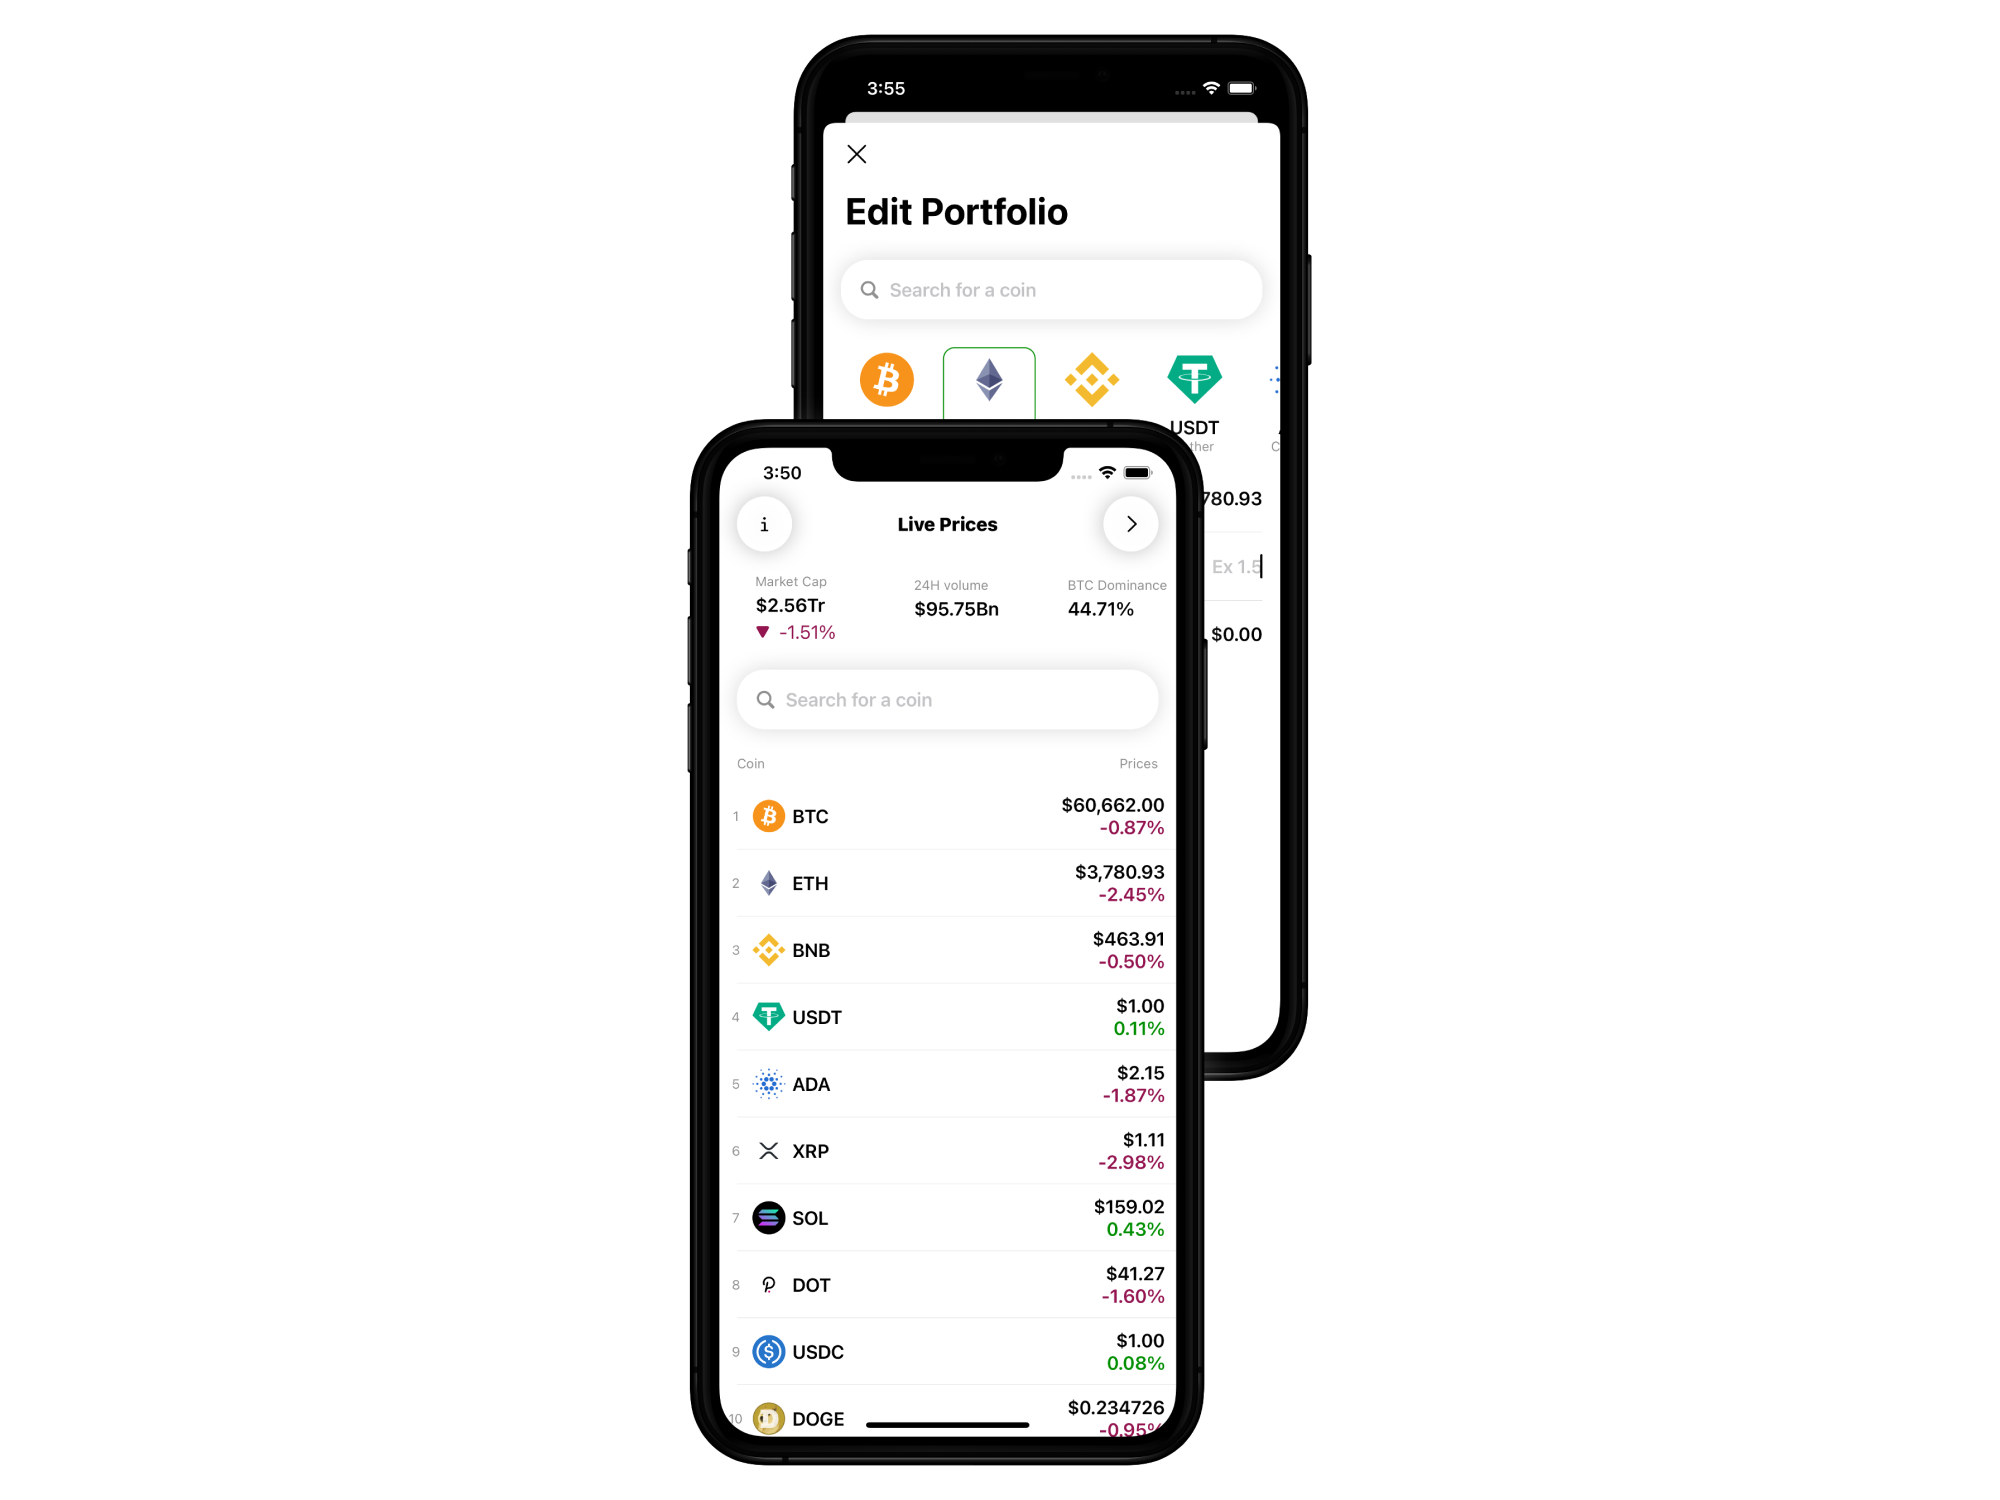 3:55
Edit Portfolio
Search for a coin
USDT
780.93
Ex 1.5
$0.00
3:50
i
Live Prices
Market Cap
$2.56Tr
-1.51%
24H volume
$95.75Bn
BTC Dominance
44.71%
Search for a coin
Coin Prices
1 BTC $60,662.00
-0.87%
2 ETH $3,780.93
-2.45%
3 BNB $463.91
-0.50%
4 USDT $1.00
0.11%
5 ADA $2.15
-1.87%
6 XRP $1.11
-2.98%
7 SOL $159.02
0.43%
8 DOT $41.27
-1.60%
9 USDC $1.00
0.08%
10 DOGE $0.234726
-0.95%